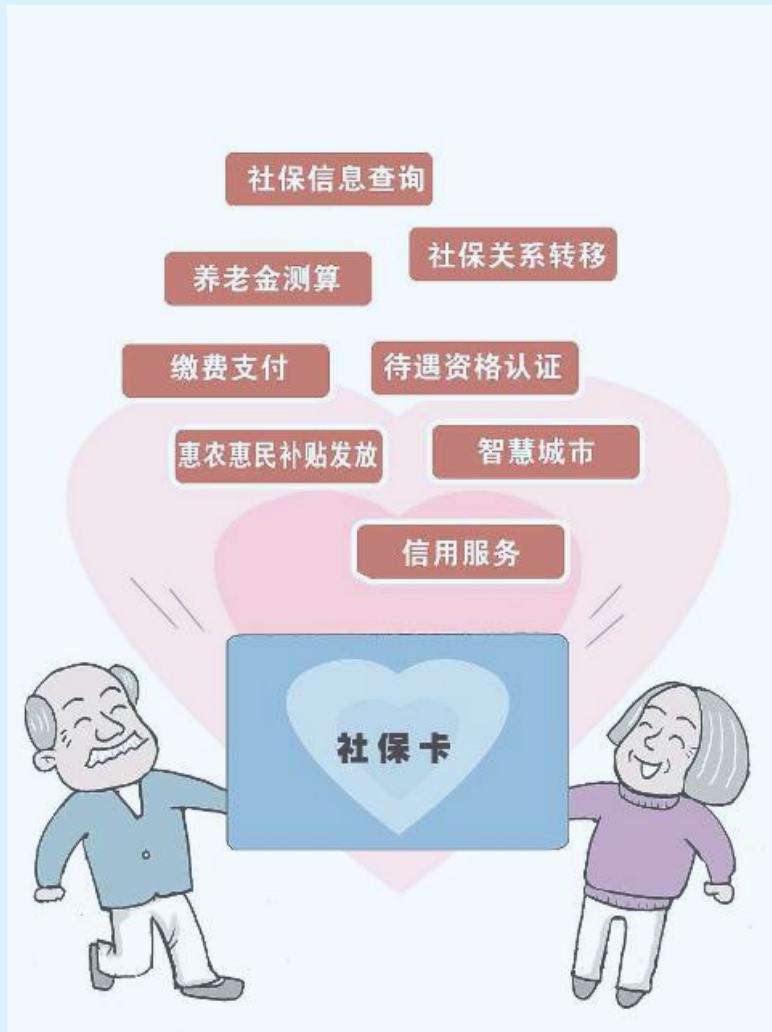 社保信息查询
社保关系转移
养老金测算
缴费支付
待遇资格认证
惠农惠民补贴发放
智慧城市
信用服务
社保卡